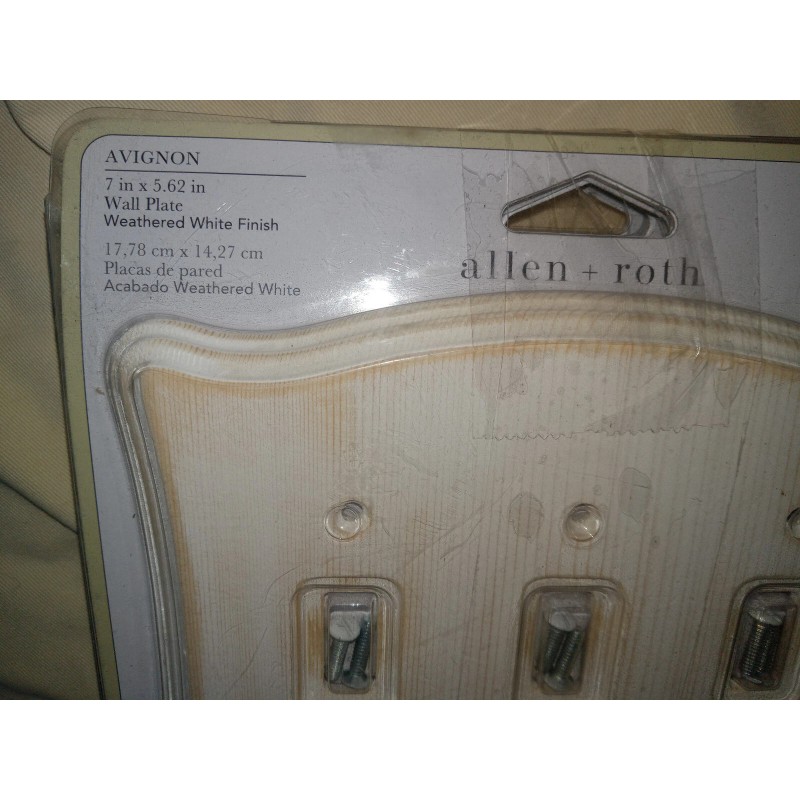 AVIGNON
7 in x 5.62 in
Wall Plate
Weathered White Finish
17,78 cm x 14,27 cm
Placas de pared
Acabado Weathered White
allen + roth